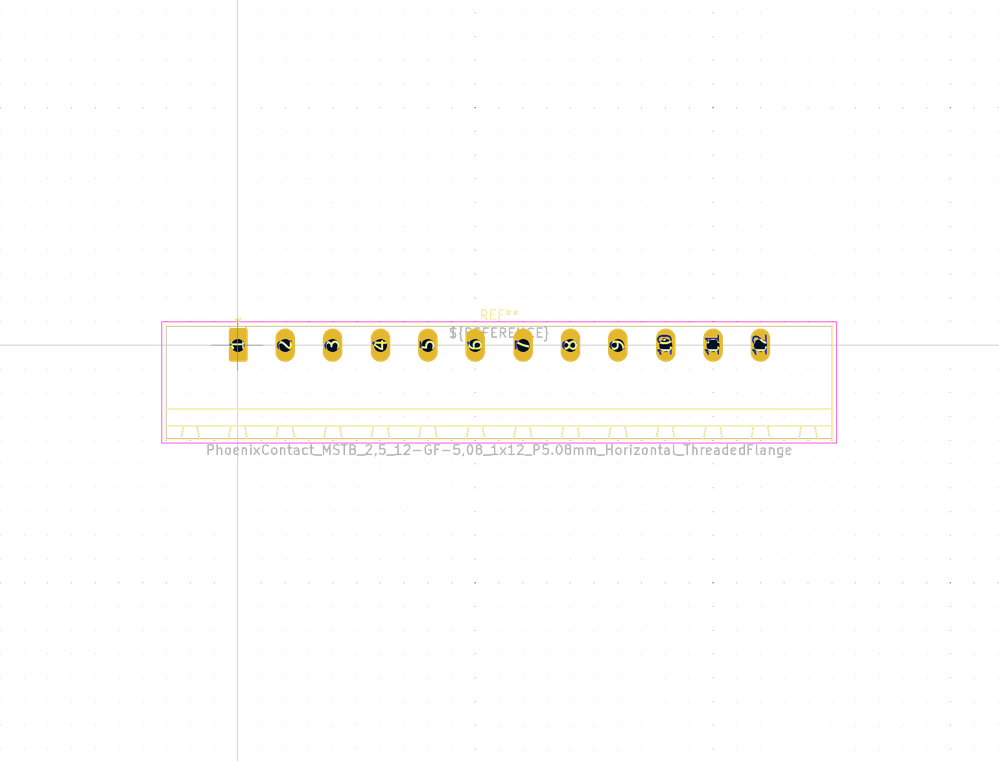 REF**
${REFERENCE}
1 2 3 4 5 6 7 8 9 10 11 12
PhoenixContact_MSTB_2,5_12-GF-5,08_1x12_P5.08mm_Horizontal_ThreadedFlange